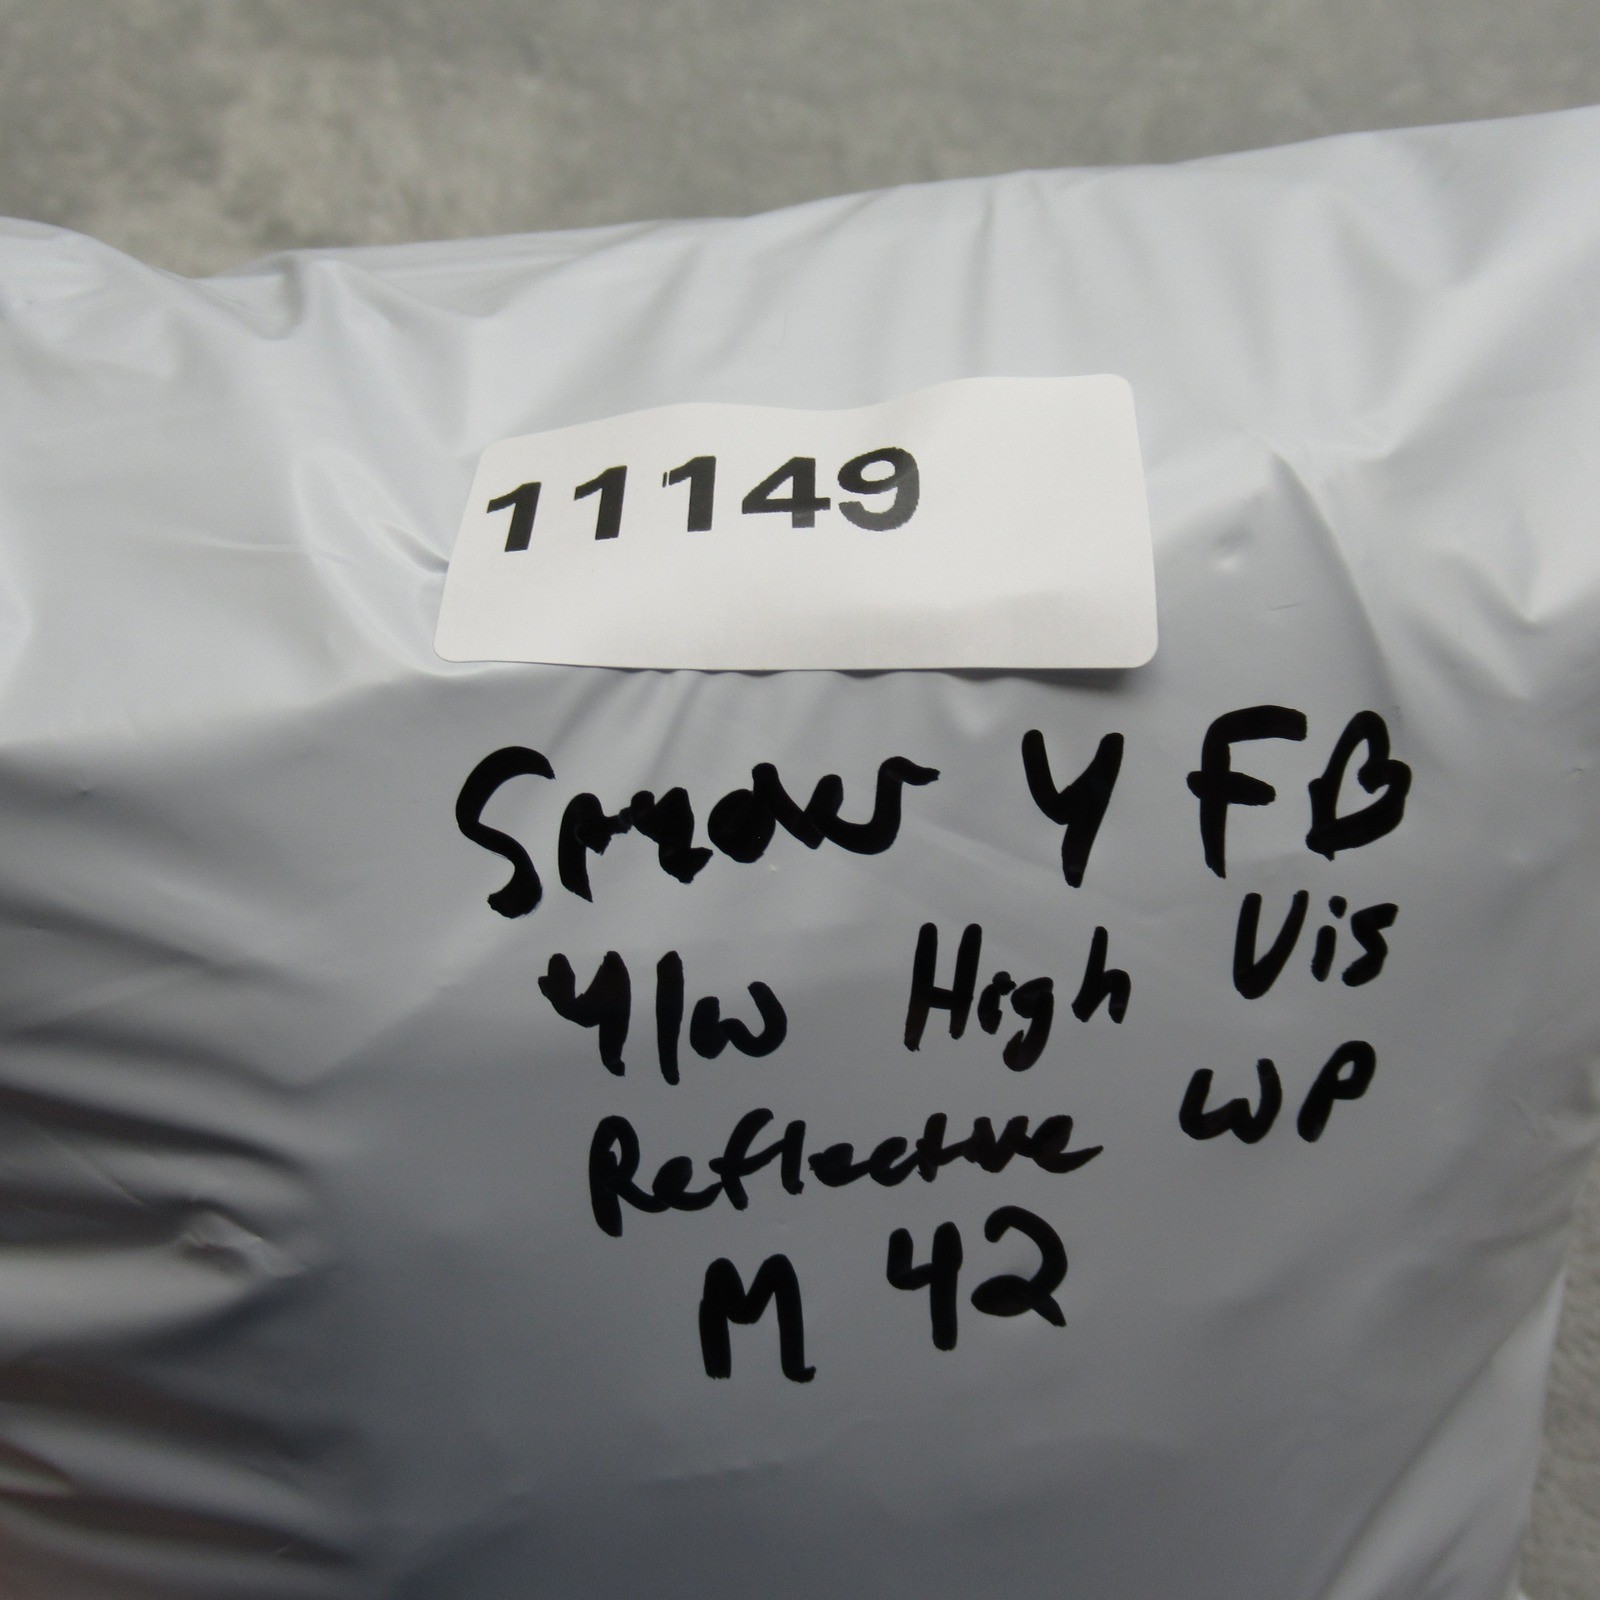 11149
Spyder Y FB
Y/W High Vis
Reflective WP
M 42